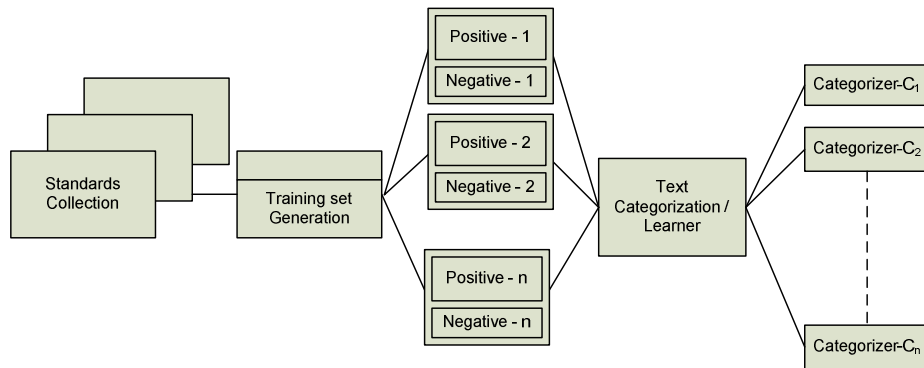 Standards
Collection
Training set
Generation
Positive - 1
Negative - 1
Positive - 2
Negative - 2
Positive - n
Negative - n
Text
Categorization /
Learner
Categorizer-C₁
Categorizer-C₂
Categorizer-Cₙ